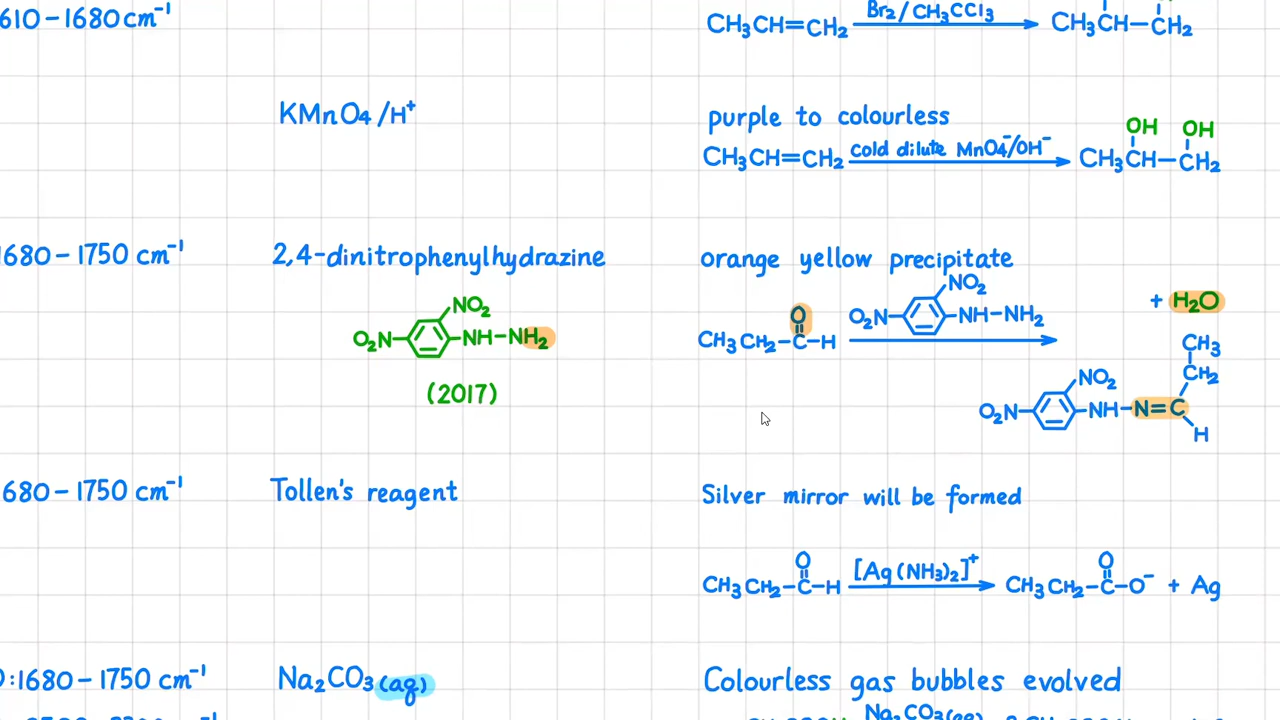 610-1680 cm⁻¹
CH₃CH=CH₂ Br₂/CH₃CCl₃ CH₃CH-CH₂
KMnO₄/H⁺
purple to colourless
OH OH
CH₃CH=CH₂ cold dilute MnO₄⁻/OH⁻ CH₃CH-CH₂
1680-1750 cm⁻¹ 2,4-dinitrophenylhydrazine orange yellow precipitate
NO₂
O₂N NH-NH₂
(2017)
O
CH₃CH₂-C-H
NO₂
O₂N NH-NH₂
+ H₂O
CH₃
CH₂
NO₂
O₂N NH-N=C
H
680-1750 cm⁻¹ Tollen's reagent Silver mirror will be formed
O O
CH₃CH₂-C-H [Ag(NH₃)₂]⁺ CH₃CH₂-C-O⁻ + Ag
:1680-1750 cm⁻¹ Na₂CO₃(aq) Colourless gas bubbles evolved
Na₂CO₃(aq)